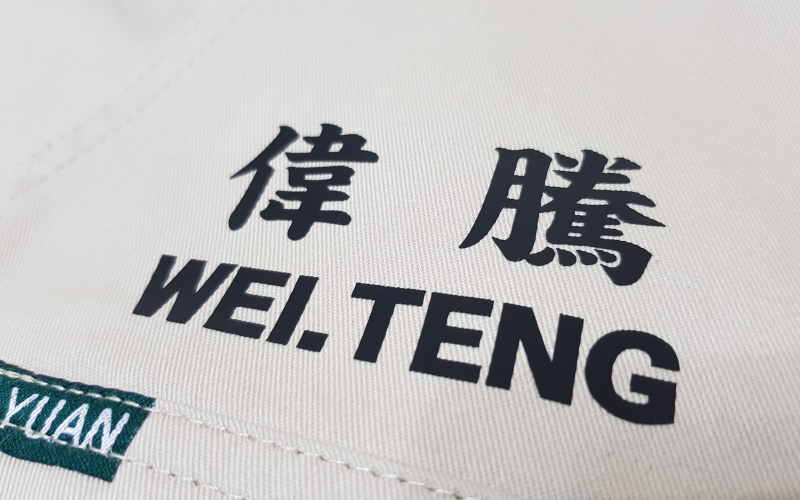 偉 騰
WEI.TENG
YUAN